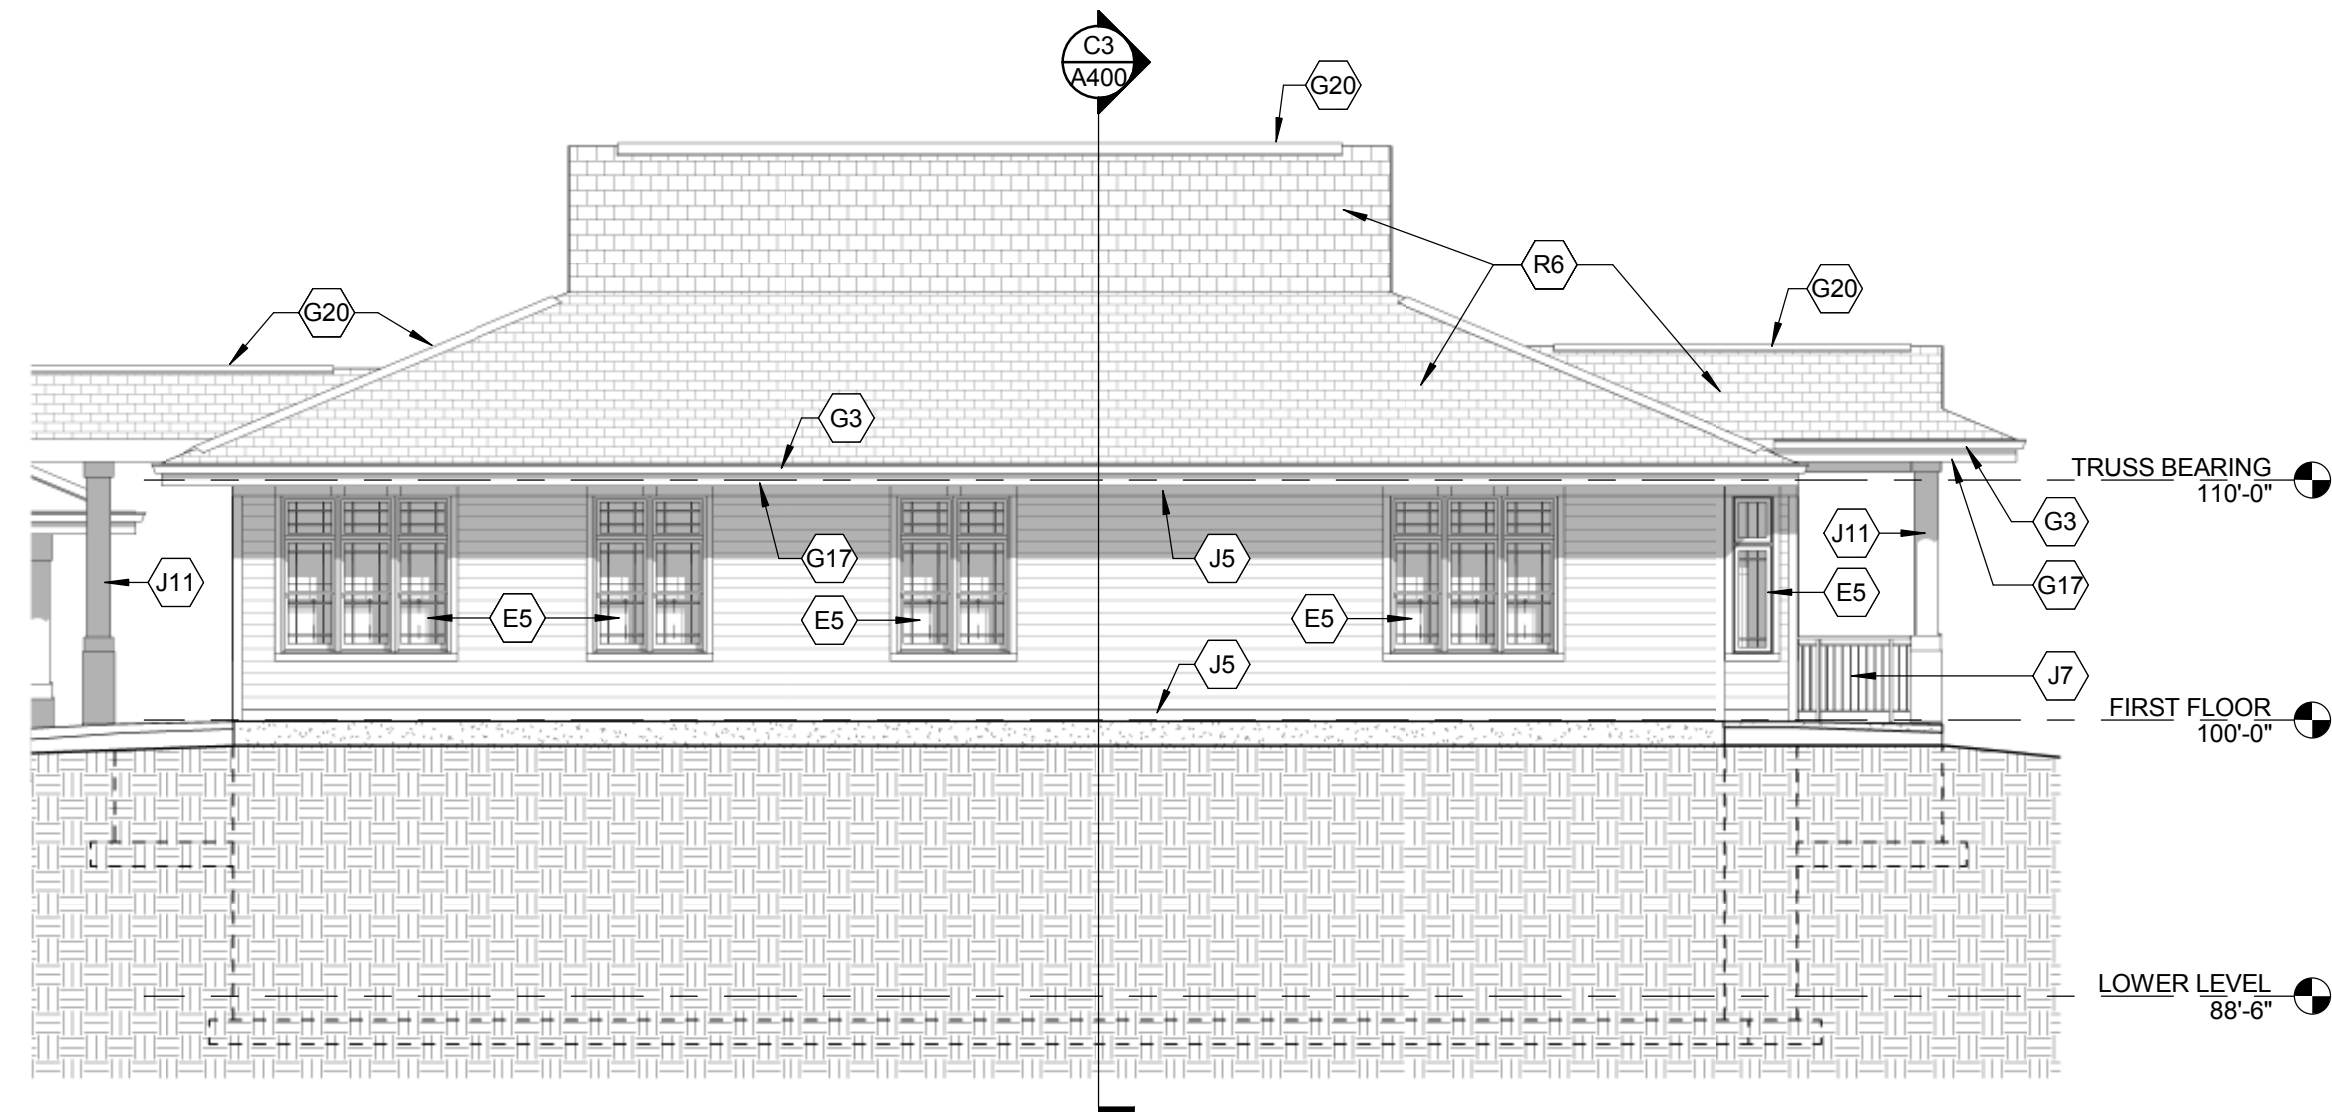 C3
A400
G20
R6
G20
G20
G3
TRUSS BEARING
110'-0"
G3
J11
G17
J5
J11
G17
E5
E5
E5
E5
J5
J7
FIRST FLOOR
100'-0"
LOWER LEVEL
88'-6"